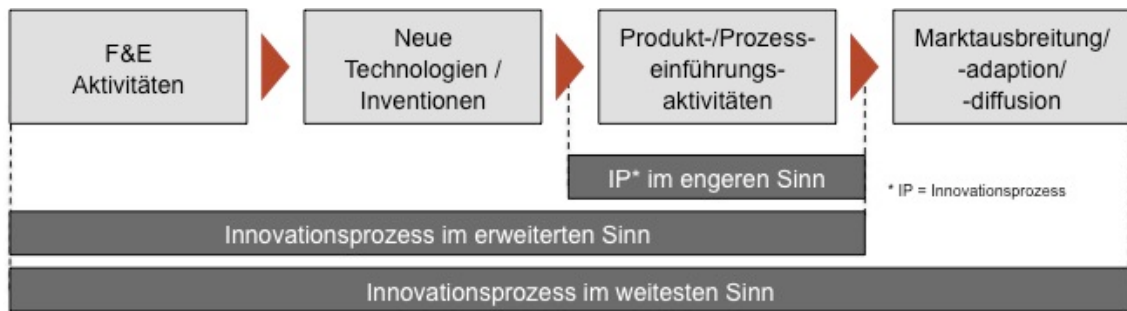 F&E
Aktivitäten
Neue
Technologien /
Inventionen
Produkt-/Prozess-
einführungs-
aktivitäten
Marktausbreitung/
-adaption/
-diffusion
IP* im engeren Sinn
* IP = Innovationsprozess
Innovationsprozess im erweiterten Sinn
Innovationsprozess im weitesten Sinn